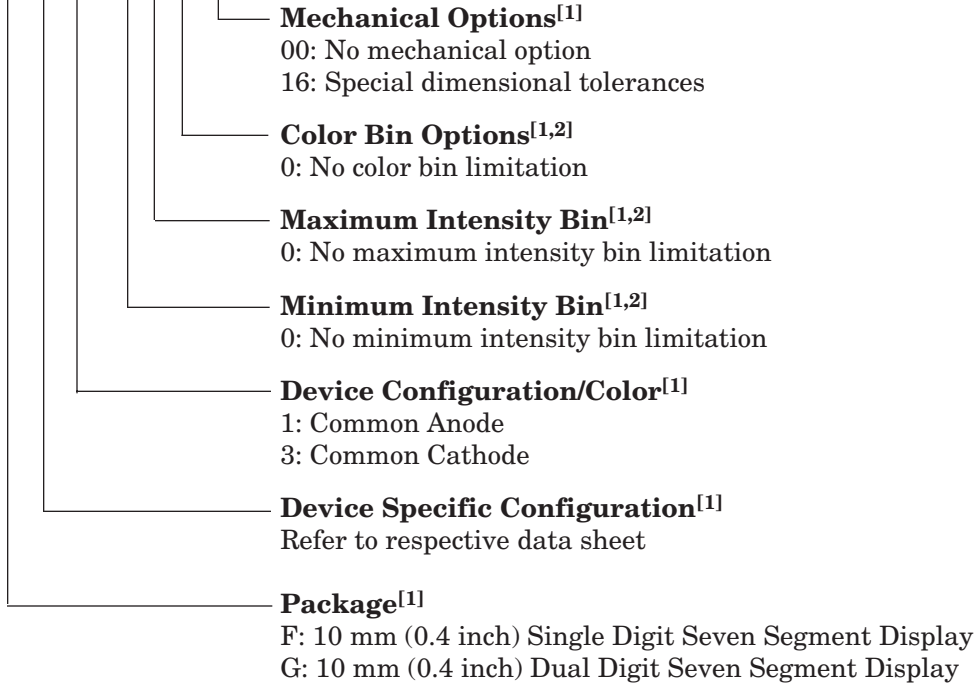 Mechanical Options[1]
00: No mechanical option
16: Special dimensional tolerances
Color Bin Options[1,2]
0: No color bin limitation
Maximum Intensity Bin[1,2]
0: No maximum intensity bin limitation
Minimum Intensity Bin[1,2]
0: No minimum intensity bin limitation
Device Configuration/Color[1]
1: Common Anode
3: Common Cathode
Device Specific Configuration[1]
Refer to respective data sheet
Package[1]
F: 10 mm (0.4 inch) Single Digit Seven Segment Display
G: 10 mm (0.4 inch) Dual Digit Seven Segment Display